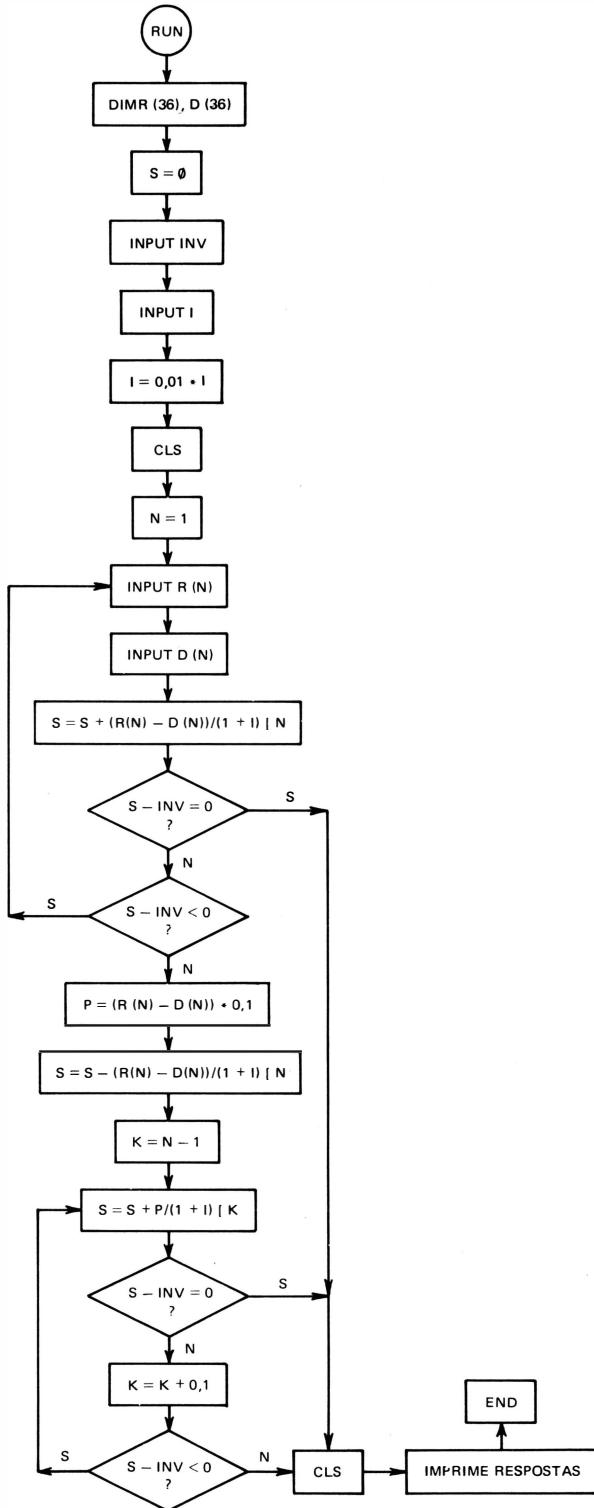 RUN
DIMR (36), D (36)
S = Ø
INPUT INV
INPUT I
I = 0,01 * I
CLS
N = 1
INPUT R (N)
INPUT D (N)
S = S + (R(N) – D (N))/(1 + I) [ N
S – INV = 0
?
S
N
S – INV < 0
?
S
N
P = (R (N) – D (N)) * 0,1
S = S – (R(N) – D(N))/(1 + I) [ N
K = N – 1
S = S + P/(1 + I) [ K
S – INV = 0
?
S
N
K = K + 0,1
S – INV < 0
?
S
N
CLS
IMPRIME RESPOSTAS
END